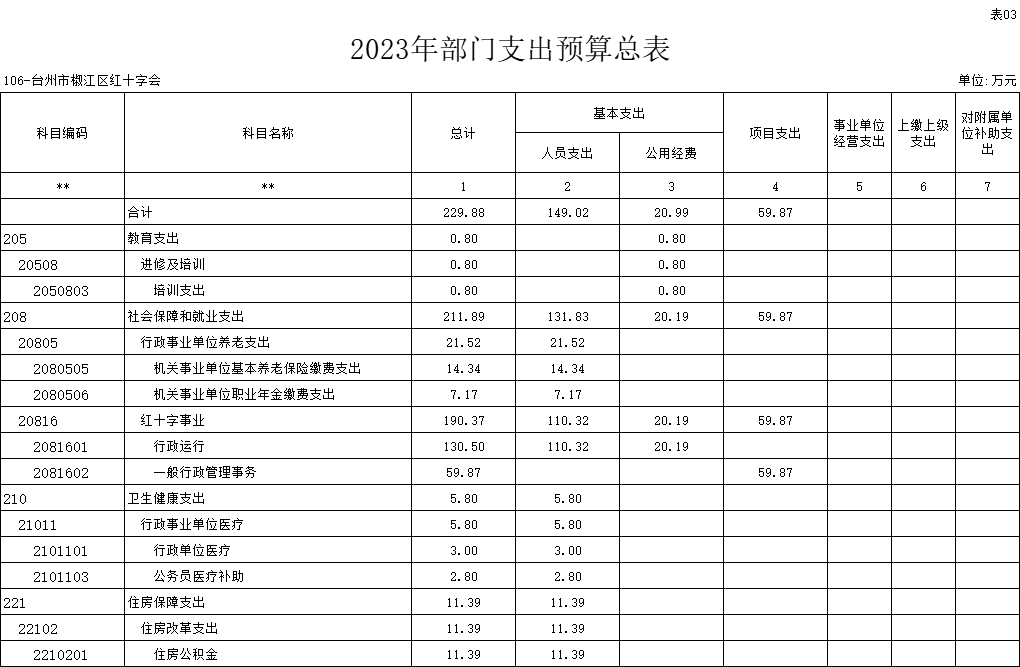 表03
2023年部门支出预算总表
106-台州市椒江区红十字会 单位:万元
科目编码 科目名称 总计 基本支出 项目支出 事业单位经营支出 上缴上级支出 对附属单位补助支出
人员支出 公用经费
** ** 1 2 3 4 5 6 7
合计 229.88 149.02 20.99 59.87
205 教育支出 0.80 0.80
20508 进修及培训 0.80 0.80
2050803 培训支出 0.80 0.80
208 社会保障和就业支出 211.89 131.83 20.19 59.87
20805 行政事业单位养老支出 21.52 21.52
2080505 机关事业单位基本养老保险缴费支出 14.34 14.34
2080506 机关事业单位职业年金缴费支出 7.17 7.17
20816 红十字事业 190.37 110.32 20.19 59.87
2081601 行政运行 130.50 110.32 20.19
2081602 一般行政管理事务 59.87 59.87
210 卫生健康支出 5.80 5.80
21011 行政事业单位医疗 5.80 5.80
2101101 行政单位医疗 3.00 3.00
2101103 公务员医疗补助 2.80 2.80
221 住房保障支出 11.39 11.39
22102 住房改革支出 11.39 11.39
2210201 住房公积金 11.39 11.39